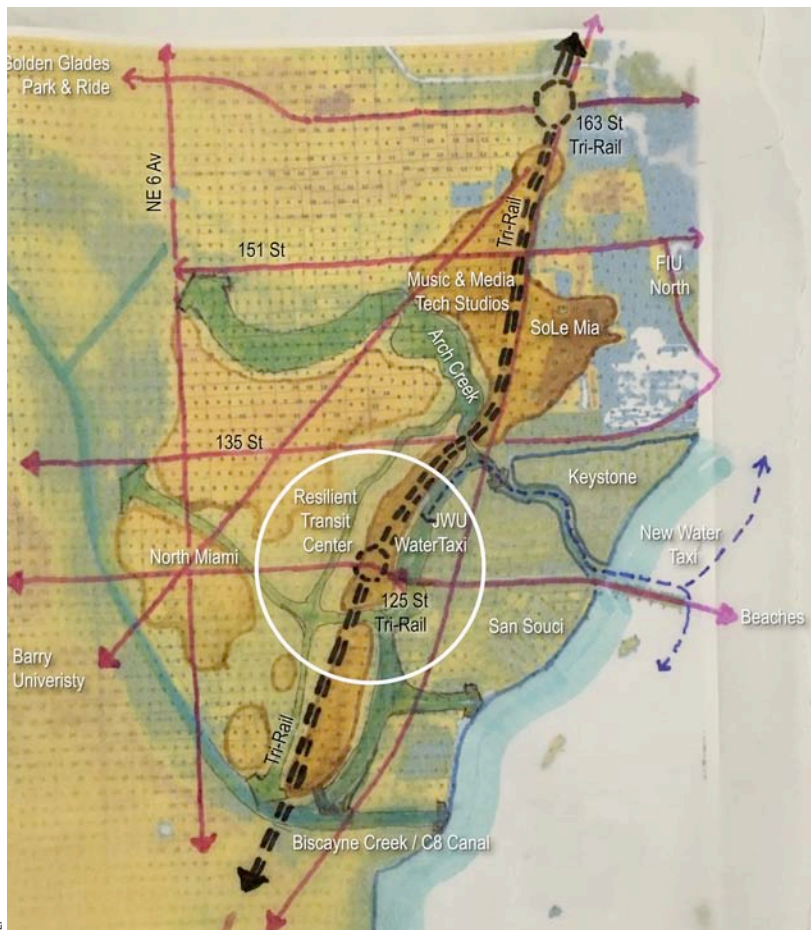 Golden Glades
Park & Ride
163 St
Tri-Rail
NE 6 Av
Tri-Rail
151 St
FIU
North
Music & Media
Tech Studios
SoLe Mia
Arch Creek
135 St
Keystone
Resilient
Transit
Center
JWU
WaterTaxi
New Water
Taxi
North Miami
125 St
Tri-Rail
Beaches
San Souci
Barry
Univeristy
Tri-Rail
Biscayne Creek / C8 Canal